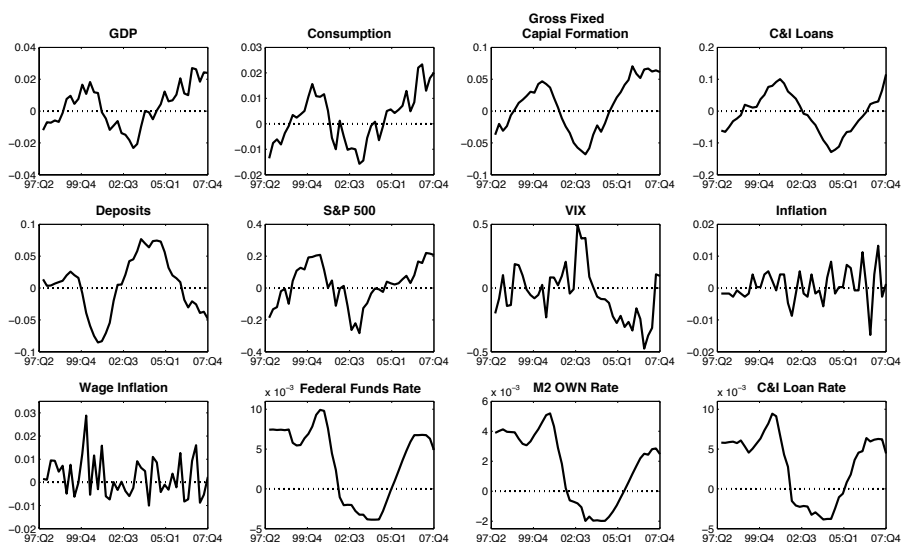 GDP
0.04
0.02
0
−0.02
−0.04
97:Q2 99:Q4 02:Q3 05:Q1 07:Q4
Consumption
0.03
0.02
0.01
0
−0.01
−0.02
97:Q2 99:Q4 02:Q3 05:Q1 07:Q4
Gross Fixed
Capial Formation
0.1
0.05
0
−0.05
−0.1
97:Q2 99:Q4 02:Q3 05:Q1 07:Q4
C&I Loans
0.2
0.1
0
−0.1
−0.2
97:Q2 99:Q4 02:Q3 05:Q1 07:Q4
Deposits
0.1
0.05
0
−0.05
−0.1
97:Q2 99:Q4 02:Q3 05:Q1 07:Q4
S&P 500
0.4
0.2
0
−0.2
−0.4
97:Q2 99:Q4 02:Q3 05:Q1 07:Q4
VIX
0.5
0
−0.5
97:Q2 99:Q4 02:Q3 05:Q1 07:Q4
Inflation
0.02
0.01
0
−0.01
−0.02
97:Q2 99:Q4 02:Q3 05:Q1 07:Q4
Wage Inflation
0.03
0.02
0.01
0
−0.01
−0.02
97:Q2 99:Q4 02:Q3 05:Q1 07:Q4
Federal Funds Rate
x 10−3
10
5
0
−5
97:Q2 99:Q4 02:Q3 05:Q1 07:Q4
M2 OWN Rate
x 10−3
6
4
2
0
−2
97:Q2 99:Q4 02:Q3 05:Q1 07:Q4
C&I Loan Rate
x 10−3
10
5
0
−5
97:Q2 99:Q4 02:Q3 05:Q1 07:Q4